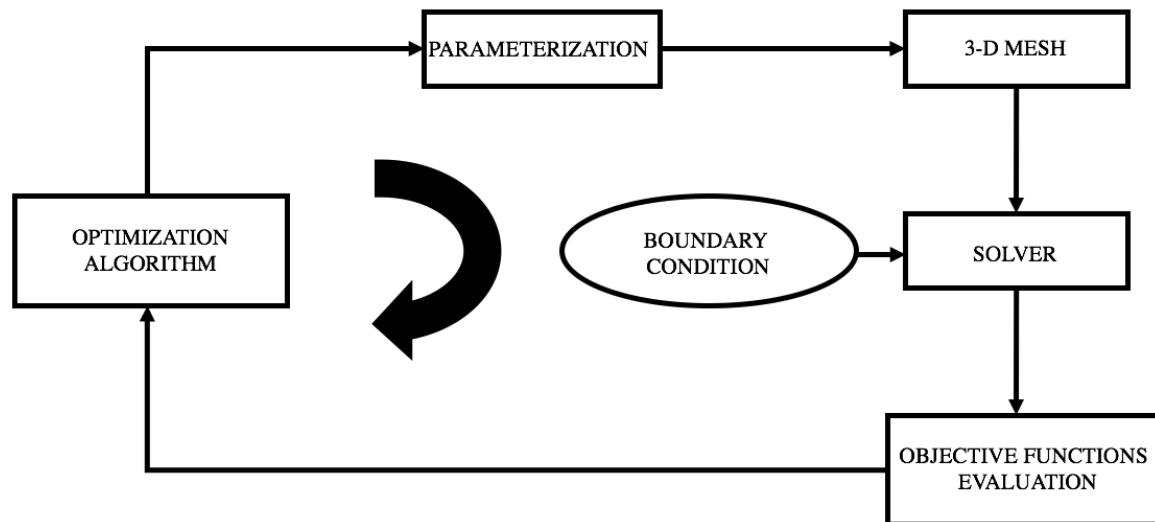 PARAMETERIZATION
3-D MESH
OPTIMIZATION
ALGORITHM
BOUNDARY
CONDITION
SOLVER
OBJECTIVE FUNCTIONS
EVALUATION